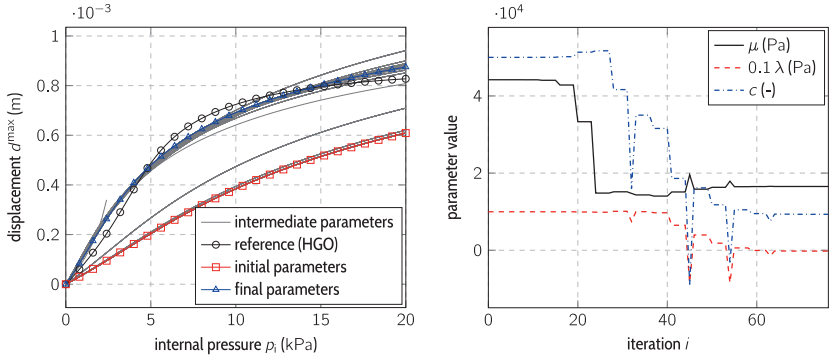 ·10⁻³
1
0.8
0.6
0.4
0.2
0
0
5
10
15
20
displacement dᵐᵃˣ (m)
internal pressure pᵢ (kPa)
intermediate parameters
reference (HGO)
initial parameters
final parameters
·10⁴
4
2
0
0
20
40
60
parameter value
iteration i
μ (Pa)
0.1 λ (Pa)
c (-)